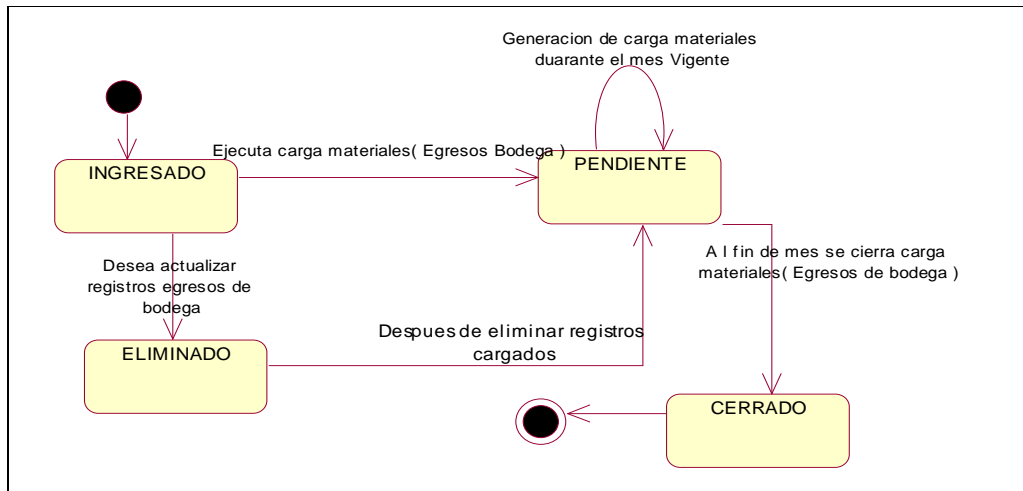 Generacion de carga materiales
duarante el mes Vigente
Ejecuta carga materiales( Egresos Bodega )
INGRESADO
PENDIENTE
Desea actualizar
registros egresos de
bodega
A l fin de mes se cierra carga
materiales( Egresos de bodega )
Despues de eliminar registros
cargados
ELIMINADO
CERRADO